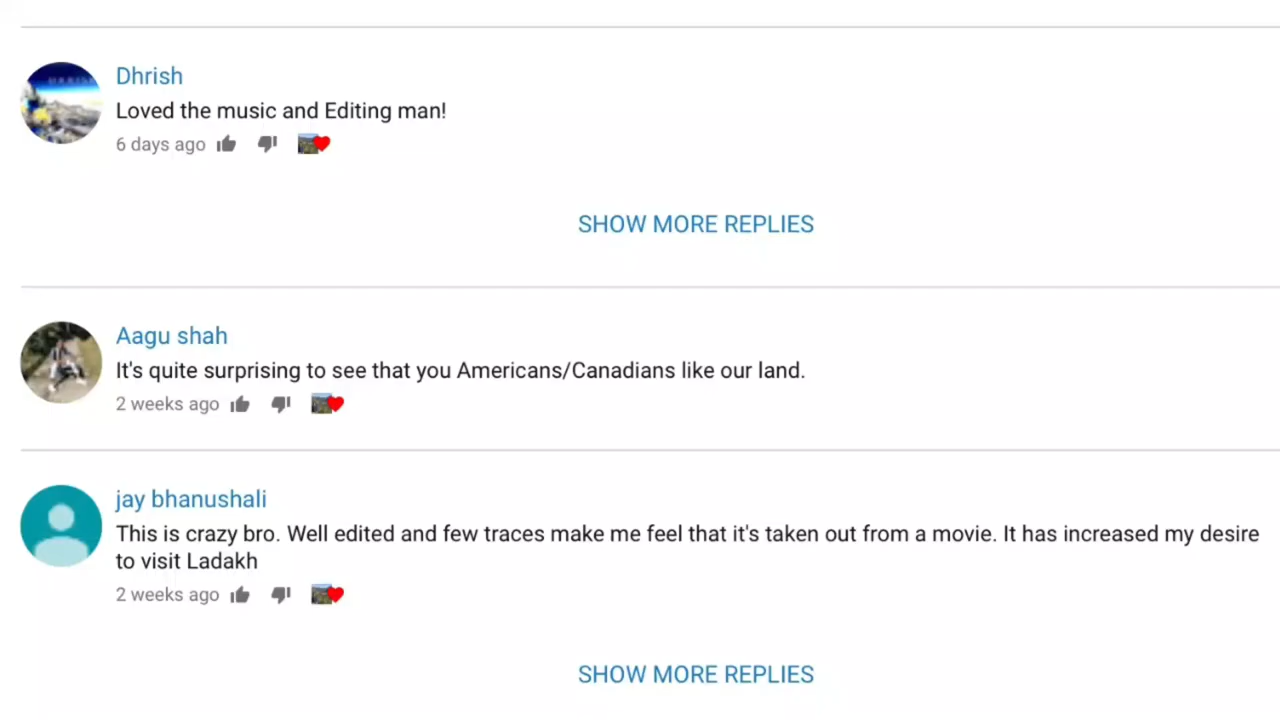 Dhrish
Loved the music and Editing man!
6 days ago
SHOW MORE REPLIES
Aagu shah
It's quite surprising to see that you Americans/Canadians like our land.
2 weeks ago
jay bhanushali
This is crazy bro. Well edited and few traces make me feel that it's taken out from a movie. It has increased my desire
to visit Ladakh
2 weeks ago
SHOW MORE REPLIES